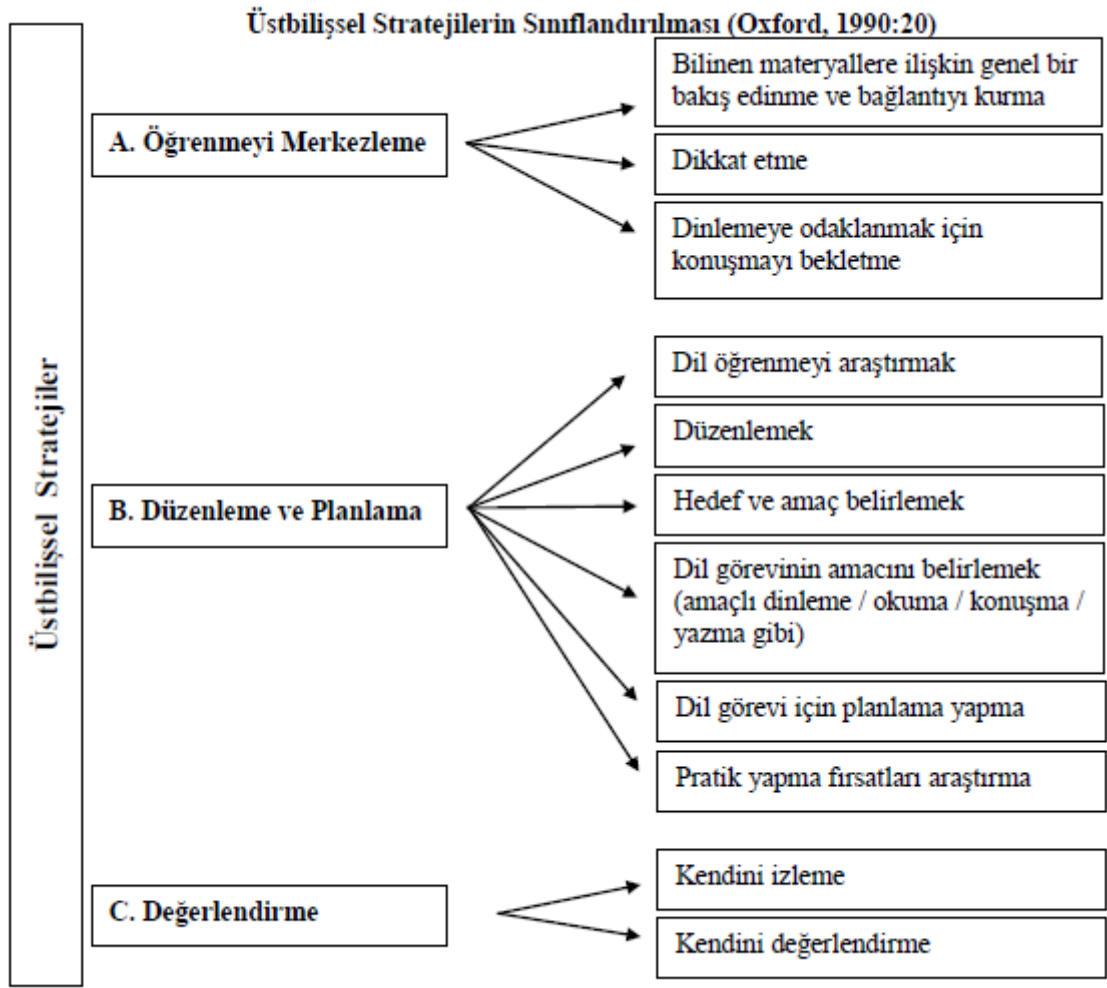 Üstbilişsel Stratejilerin Sınıflandırılması (Oxford, 1990:20)
Üstbilişsel Stratejiler
A. Öğrenmeyi Merkezleme
Bilinen materyallere ilişkin genel bir
bakış edinme ve bağlantıyı kurma
Dikkat etme
Dinlemeye odaklanmak için
konuşmayı bekletme
B. Düzenleme ve Planlama
Dil öğrenmeyi araştırmak
Düzenlemek
Hedef ve amaç belirlemek
Dil görevinin amacını belirlemek
(amaçlı dinleme / okuma / konuşma /
yazma gibi)
Dil görevi için planlama yapma
Pratik yapma fırsatları araştırma
C. Değerlendirme
Kendini izleme
Kendini değerlendirme